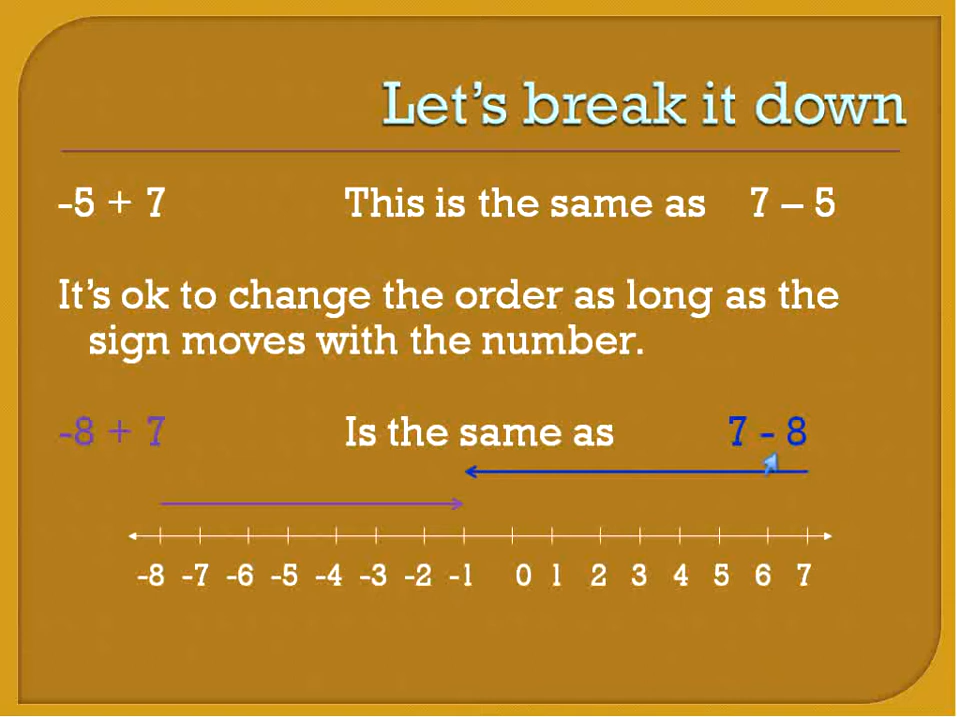 Let's break it down
-5 + 7 This is the same as 7 – 5
It's ok to change the order as long as the
sign moves with the number.
-8 + 7 Is the same as 7 - 8
-8 -7 -6 -5 -4 -3 -2 -1 0 1 2 3 4 5 6 7